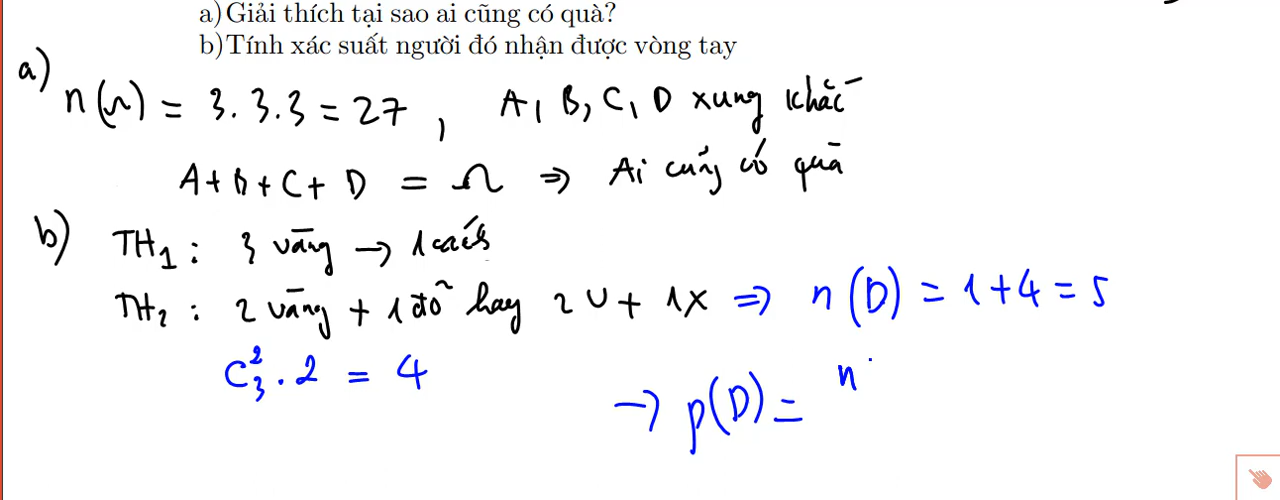 a)Giải thích tại sao ai cũng có quà?
b)Tính xác suất người đó nhận được vòng tay
a)
n(Ω) = 3.3.3 = 27, A, B, C, D xung khắc
A+B+C+D = Ω ⇒ Ai cũng có quà
b) TH1: 3 vàng → 1 cách
TH2: 2 vàng + 1 đỏ hay 2V + 1X ⇒ n(D) = 1+4 = 5
C₃². 2 = 4
→ p(D) = n